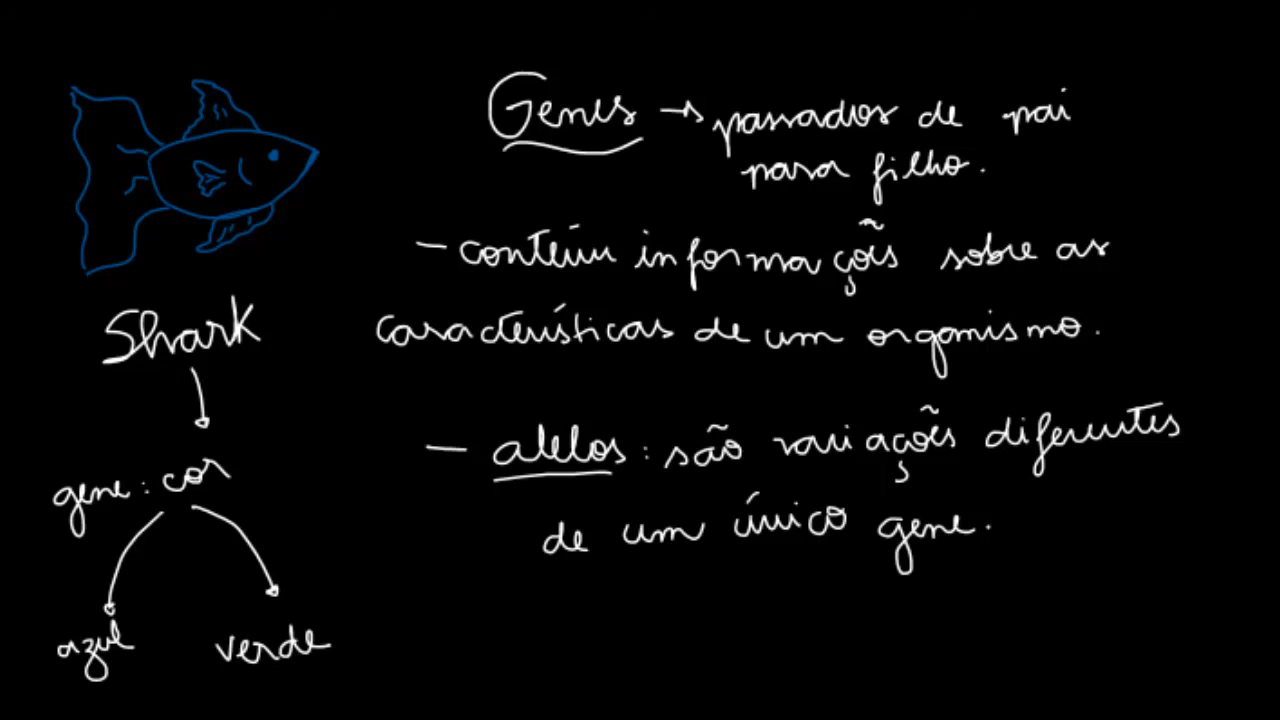 Genes → passados de pai
para filho.
- contém informações sobre as
características de um organismo.
- alelos: são variações diferentes
de um único gene.
Shark
gene: cor
azul verde